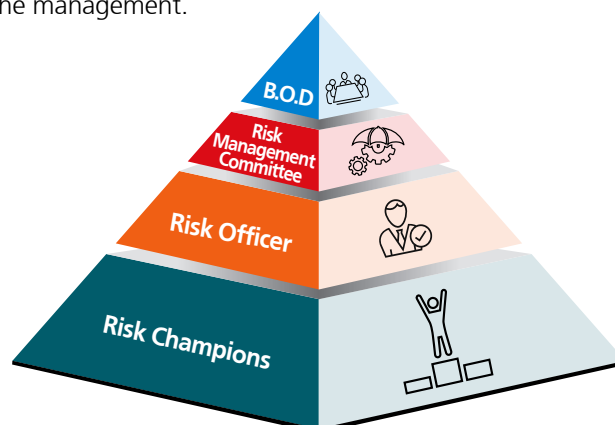 he management.
B.O.D
Risk
Management
Committee
Risk Officer
Risk Champions